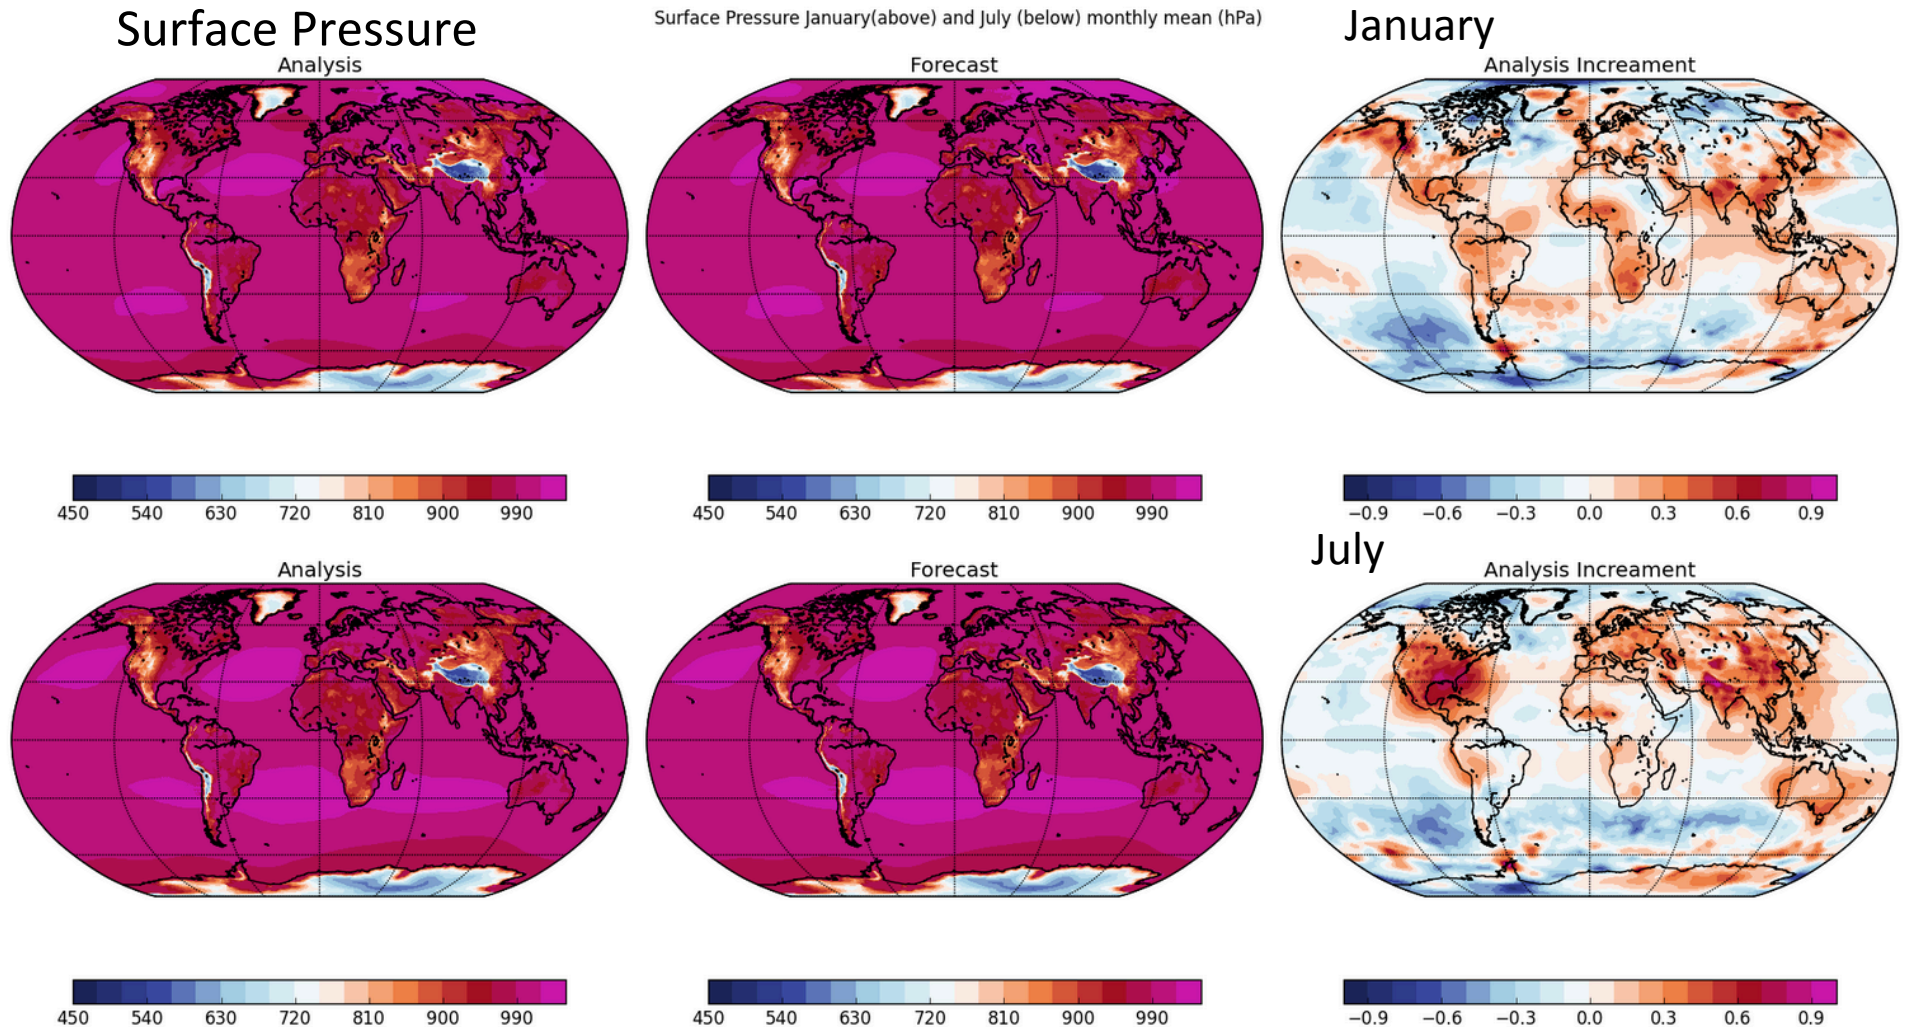 Surface Pressure
Surface Pressure January(above) and July (below) monthly mean (hPa)
January
Analysis
Forecast
Analysis Increament
450 540 630 720 810 900 990
450 540 630 720 810 900 990
−0.9 −0.6 −0.3 0.0 0.3 0.6 0.9
July
Analysis
Forecast
Analysis Increament
450 540 630 720 810 900 990
450 540 630 720 810 900 990
−0.9 −0.6 −0.3 0.0 0.3 0.6 0.9